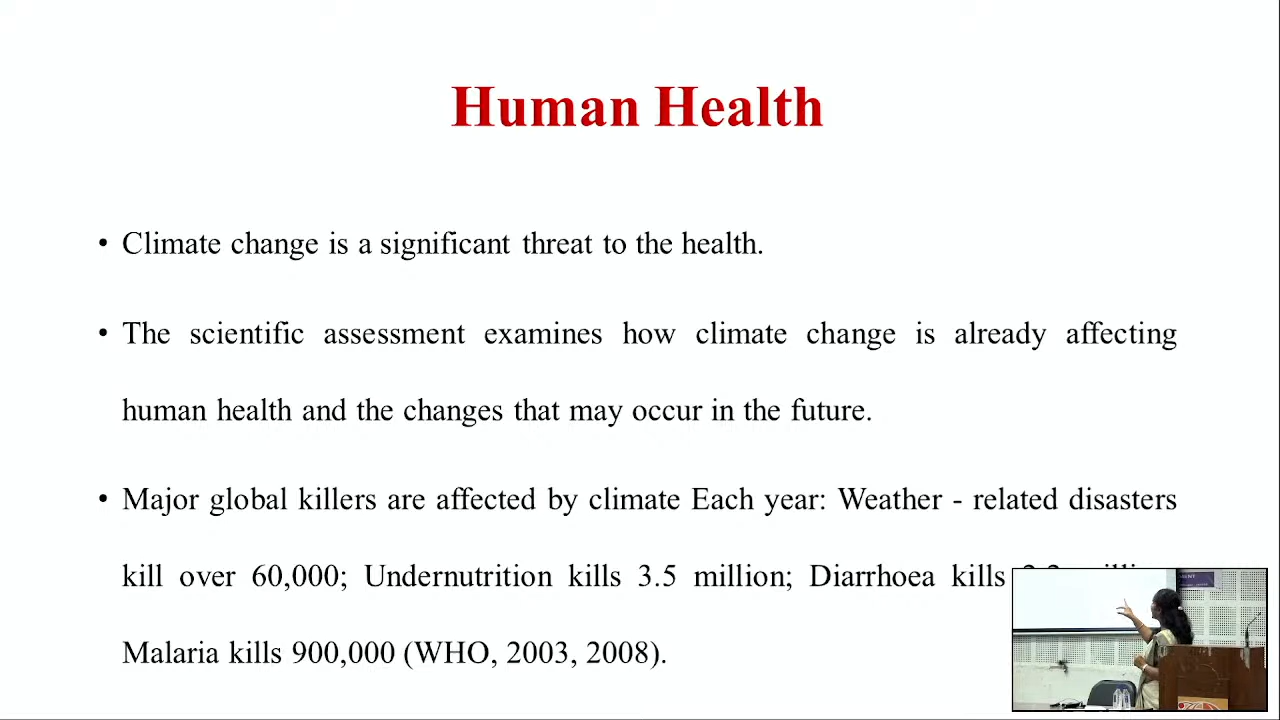 Human Health
• Climate change is a significant threat to the health.
• The scientific assessment examines how climate change is already affecting
human health and the changes that may occur in the future.
• Major global killers are affected by climate Each year: Weather - related disasters
kill over 60,000; Undernutrition kills 3.5 million; Diarrhoea kills
Malaria kills 900,000 (WHO, 2003, 2008).